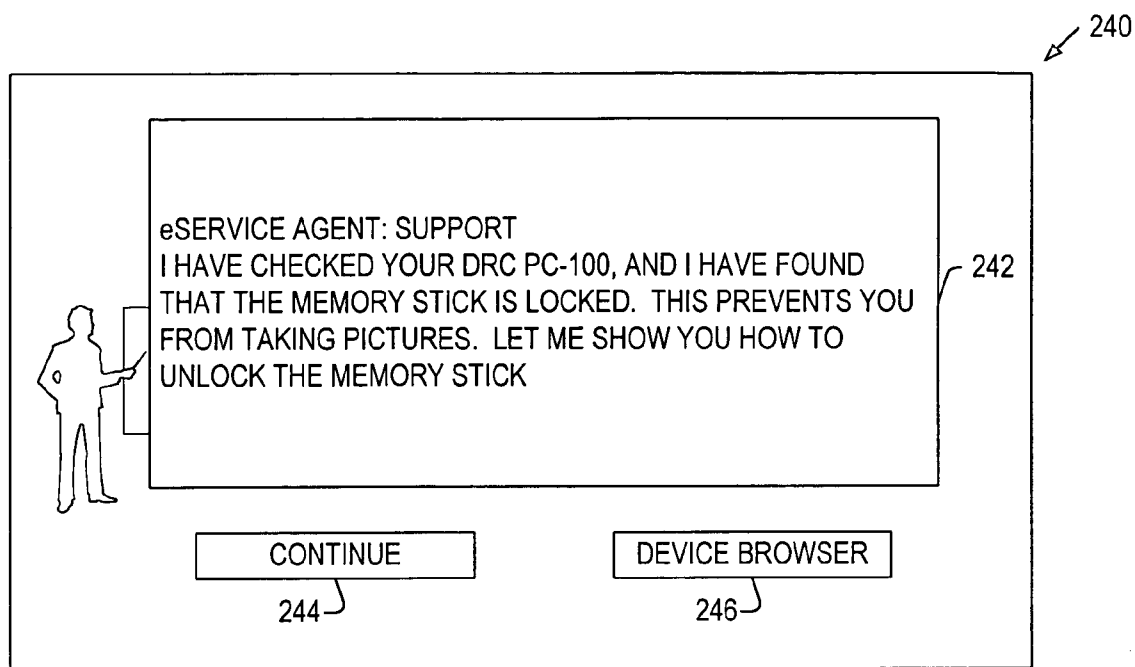 240
eSERVICE AGENT: SUPPORT
I HAVE CHECKED YOUR DRC PC-100, AND I HAVE FOUND
THAT THE MEMORY STICK IS LOCKED. THIS PREVENTS YOU
FROM TAKING PICTURES. LET ME SHOW YOU HOW TO
UNLOCK THE MEMORY STICK
242
CONTINUE
DEVICE BROWSER
244
246